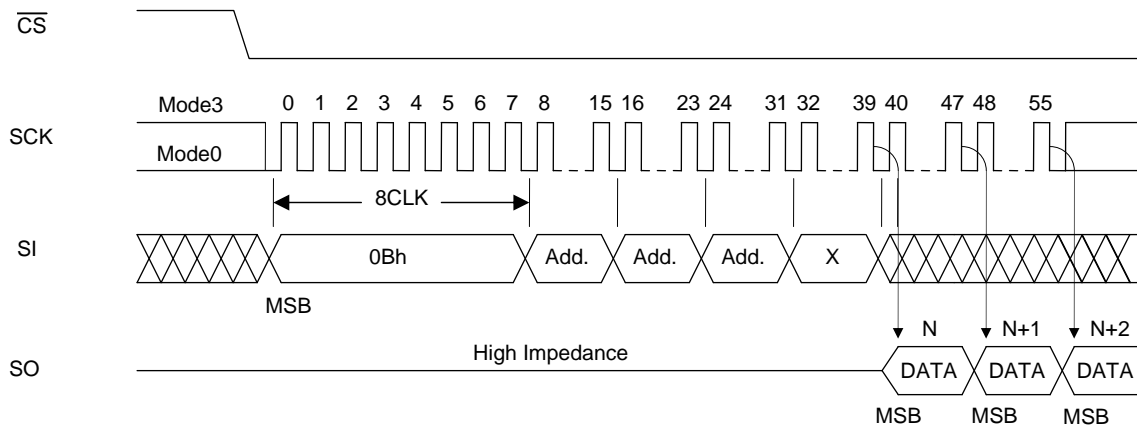 CS
Mode3 0 1 2 3 4 5 6 7 8 15 16 23 24 31 32 39 40 47 48 55
SCK
Mode0
8CLK
SI 0Bh Add. Add. Add. X
MSB
N N+1 N+2
High Impedance
SO DATA DATA DATA
MSB MSB MSB